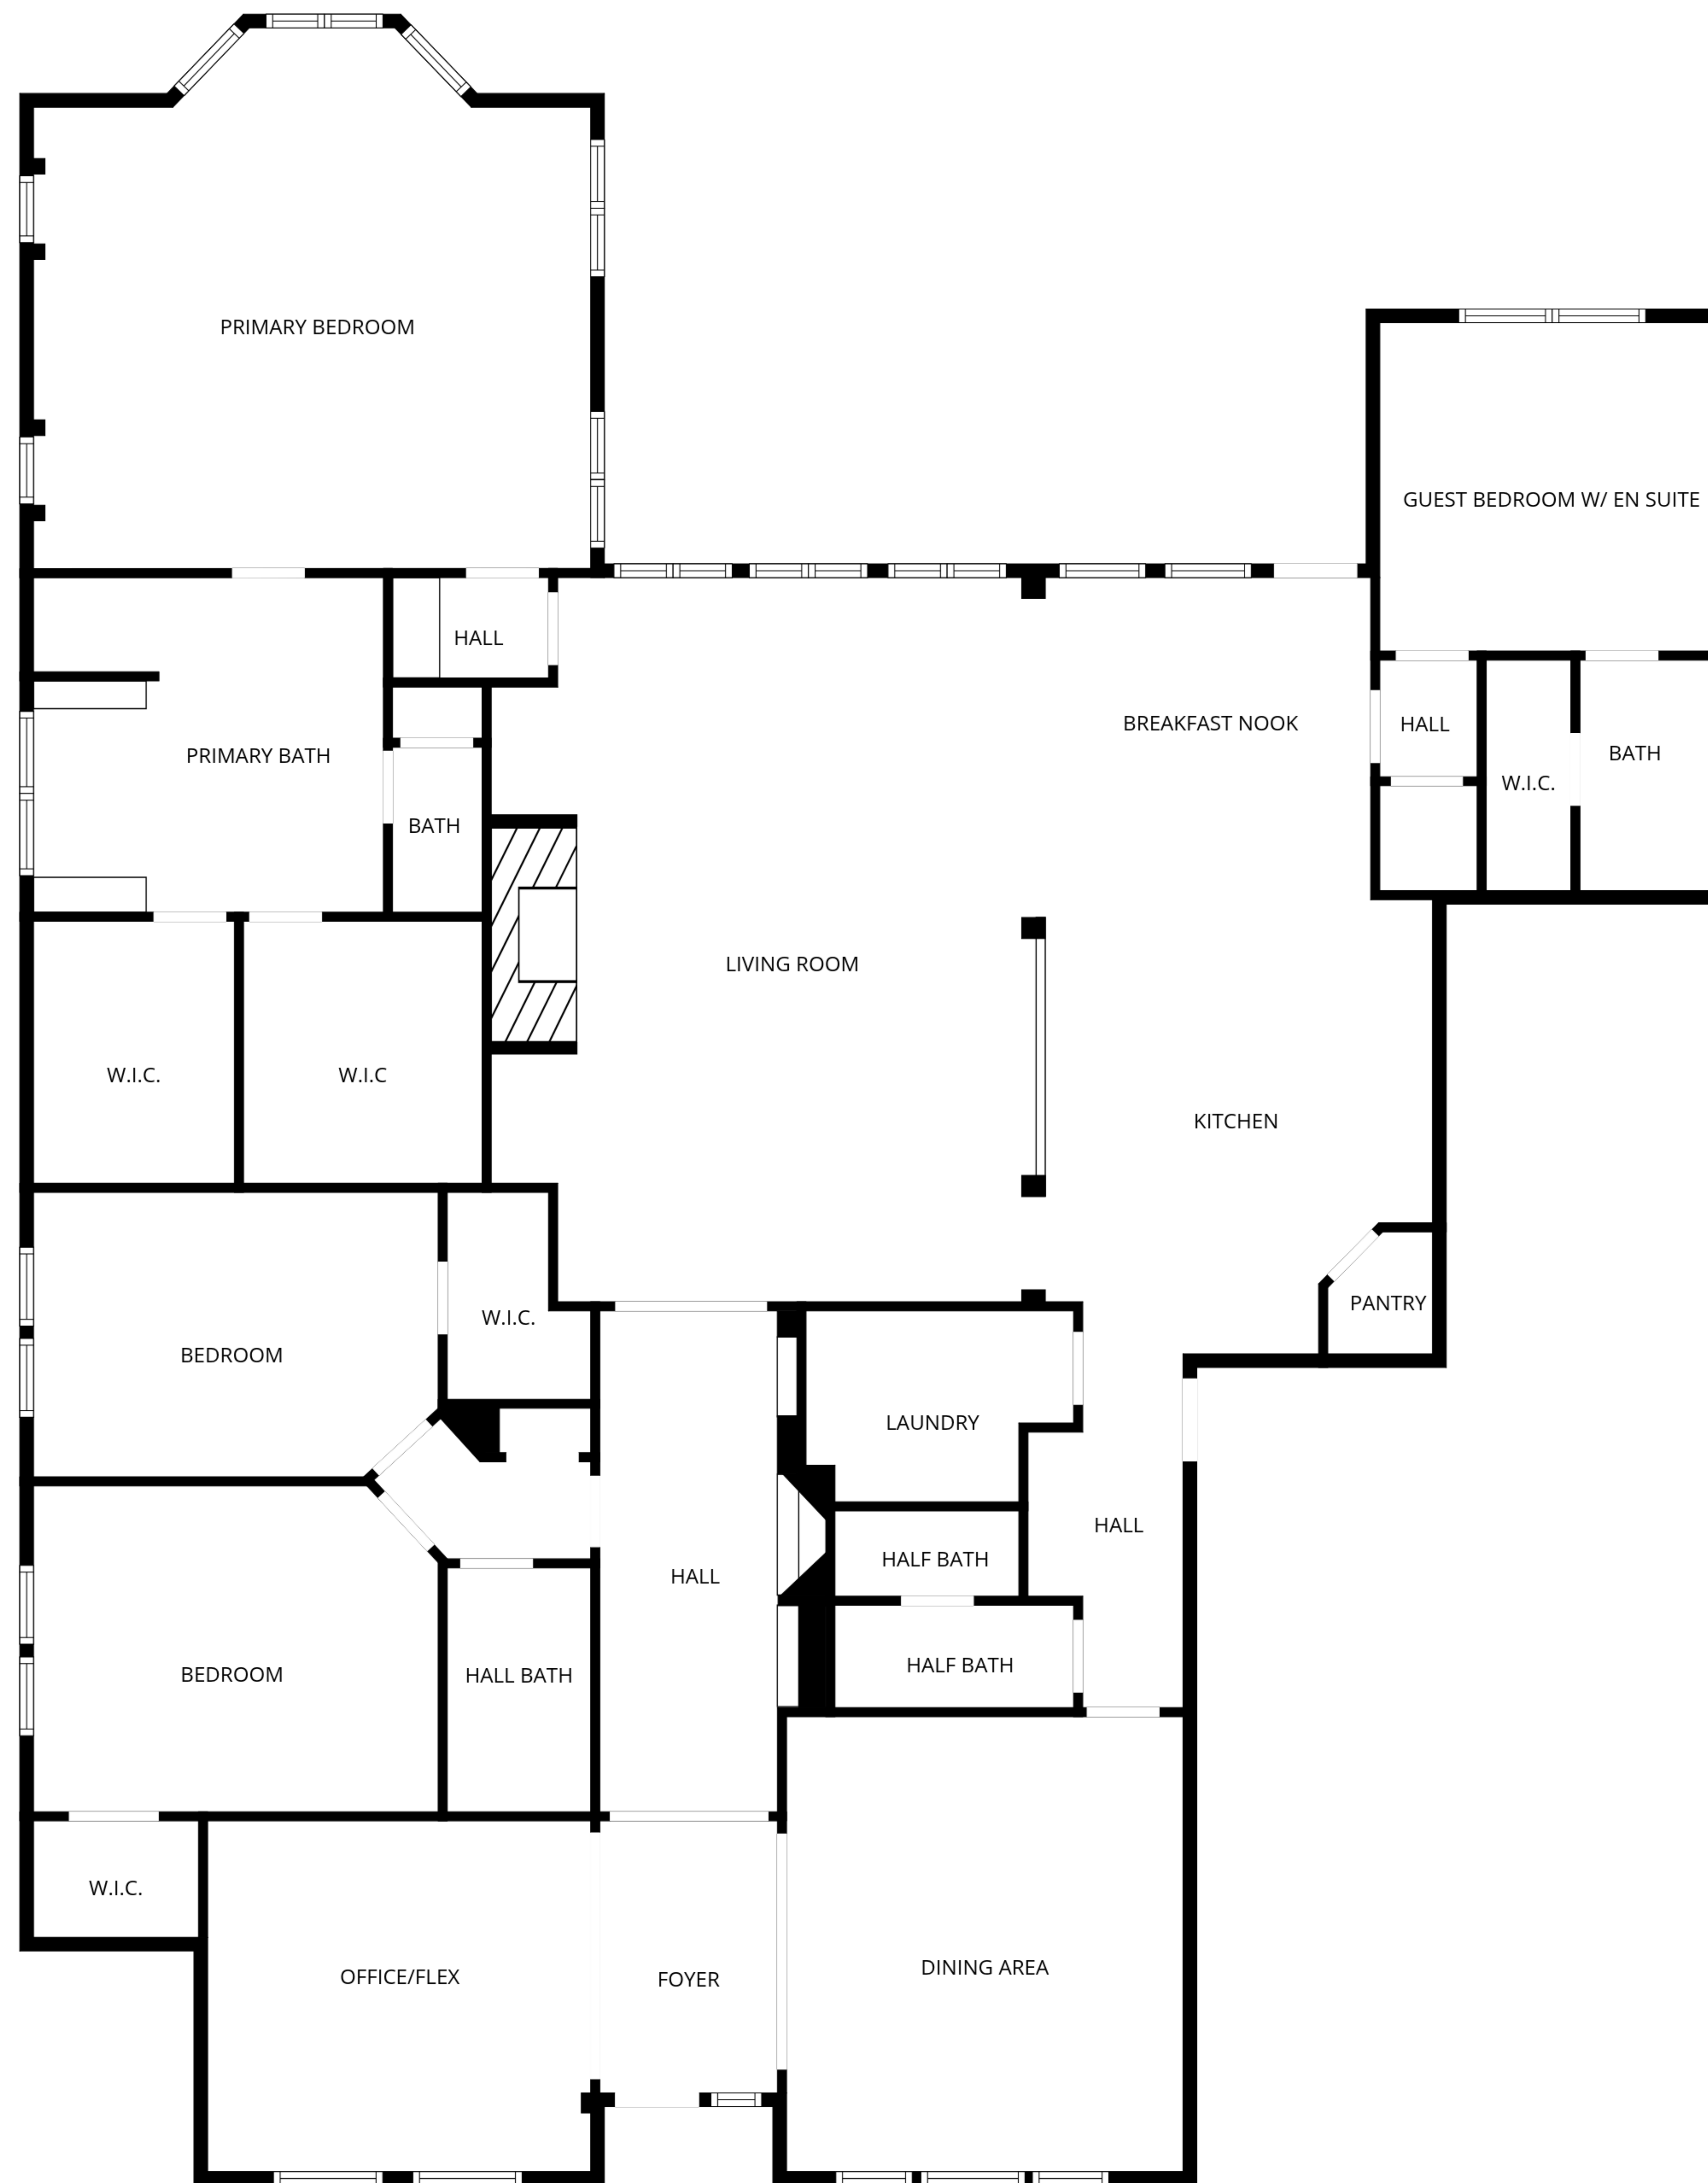 PRIMARY BEDROOM
GUEST BEDROOM W/ EN SUITE
HALL
BREAKFAST NOOK
HALL
PRIMARY BATH
BATH
W.I.C.
BATH
LIVING ROOM
W.I.C.
W.I.C
KITCHEN
PANTRY
W.I.C.
BEDROOM
LAUNDRY
HALL
HALF BATH
HALL
HALF BATH
BEDROOM
HALL BATH
W.I.C.
DINING AREA
OFFICE/FLEX
FOYER